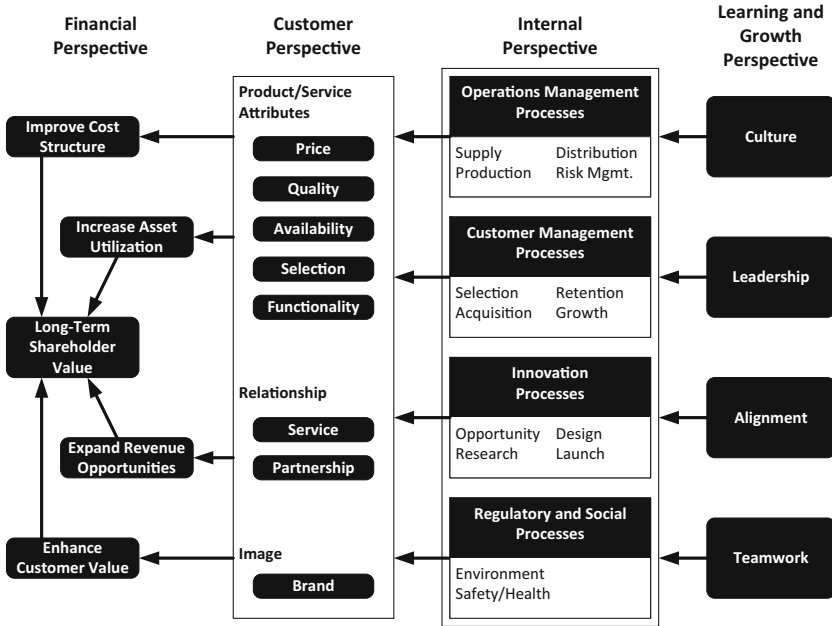 Financial
Perspective
Customer
Perspective
Internal
Perspective
Learning and
Growth
Perspective
Improve Cost
Structure
Increase Asset
Utilization
Long-Term
Shareholder
Value
Expand Revenue
Opportunities
Enhance
Customer Value
Product/Service
Attributes
Price
Quality
Availability
Selection
Functionality
Relationship
Service
Partnership
Image
Brand
Operations Management
Processes
Supply Distribution
Production Risk Mgmt.
Customer Management
Processes
Selection Retention
Acquisition Growth
Innovation
Processes
Opportunity Design
Research Launch
Regulatory and Social
Processes
Environment
Safety/Health
Culture
Leadership
Alignment
Teamwork